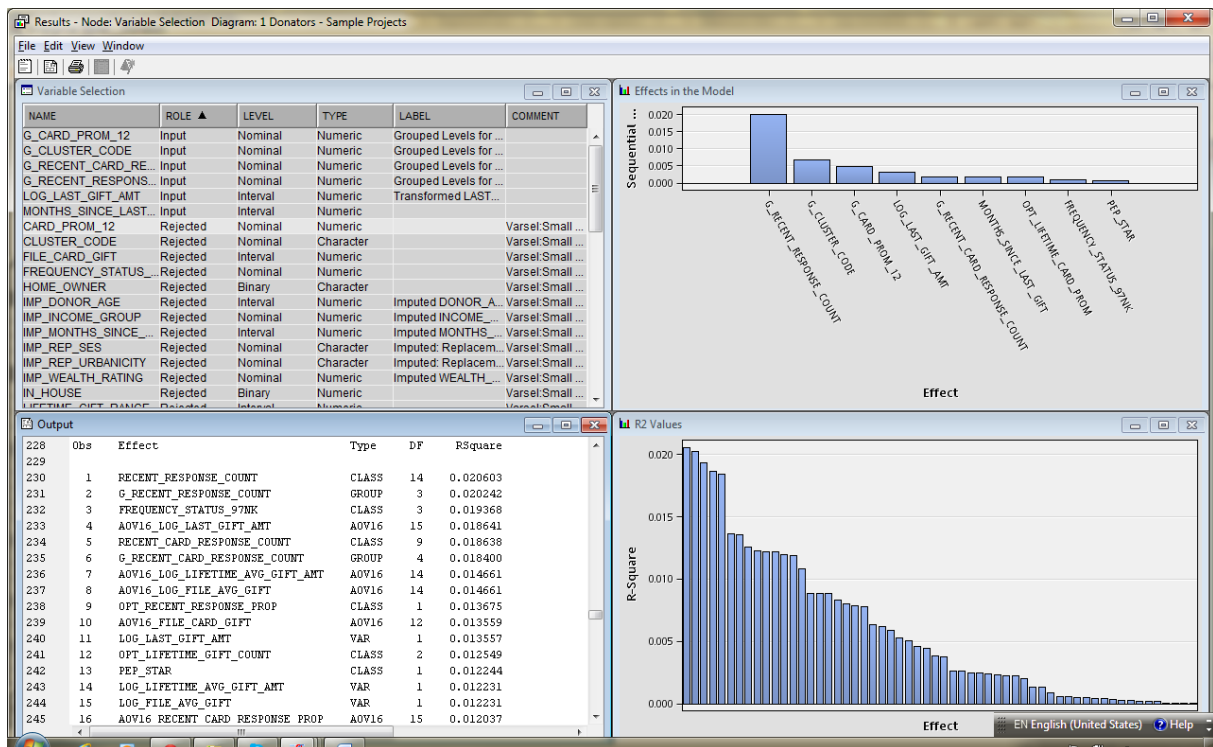 Results - Node: Variable Selection Diagram: 1 Donators - Sample Projects
File Edit View Window
Variable Selection
NAME ROLE ▲ LEVEL TYPE LABEL COMMENT
G_CARD_PROM_12 Input Nominal Numeric Grouped Levels for ...
G_CLUSTER_CODE Input Nominal Numeric Grouped Levels for ...
G_RECENT_CARD_RE... Input Nominal Numeric Grouped Levels for ...
G_RECENT_RESPONS... Input Nominal Numeric Grouped Levels for ...
LOG_LAST_GIFT_AMT Input Interval Numeric Transformed LAST...
MONTHS_SINCE_LAST... Input Interval Numeric
CARD_PROM_12 Rejected Nominal Numeric Varsel:Small ...
CLUSTER_CODE Rejected Nominal Character Varsel:Small ...
FILE_CARD_GIFT Rejected Interval Numeric Varsel:Small ...
FREQUENCY_STATUS_... Rejected Nominal Numeric Varsel:Small ...
HOME_OWNER Rejected Binary Character Varsel:Small ...
IMP_DONOR_AGE Rejected Interval Numeric Imputed DONOR_A... Varsel:Small ...
IMP_INCOME_GROUP Rejected Nominal Numeric Imputed INCOME_... Varsel:Small ...
IMP_MONTHS_SINCE_... Rejected Interval Numeric Imputed MONTHS_... Varsel:Small ...
IMP_REP_SES Rejected Nominal Character Imputed: Replacem... Varsel:Small ...
IMP_REP_URBANICITY Rejected Nominal Character Imputed: Replacem... Varsel:Small ...
IMP_WEALTH_RATING Rejected Nominal Numeric Imputed WEALTH_... Varsel:Small ...
IN_HOUSE Rejected Binary Numeric Varsel:Small ...
LIFETIME_GIFT_RANGE Rejected Interval Numeric Varsel:Small ...
Effects in the Model
Sequential ...
0.020
0.015
0.010
0.005
0.000
G_RECENT_RESPONSE_COUNT
G_CLUSTER_CODE
G_CARD_PROM_12
LOG_LAST_GIFT_AMT
G_RECENT_CARD_RESPONSE_COUNT
MONTHS_SINCE_LAST_GIFT
OPT_LIFETIME_CARD_PROM
FREQUENCY_STATUS_97NK
PEP_STAR
Effect
Output
228 Obs Effect Type DF RSquare
229
230 1 RECENT_RESPONSE_COUNT CLASS 14 0.020603
231 2 G_RECENT_RESPONSE_COUNT GROUP 3 0.020242
232 3 FREQUENCY_STATUS_97NK CLASS 3 0.019368
233 4 AOV16_LOG_LAST_GIFT_AMT AOV16 15 0.018641
234 5 RECENT_CARD_RESPONSE_COUNT CLASS 9 0.018638
235 6 G_RECENT_CARD_RESPONSE_COUNT GROUP 4 0.018400
236 7 AOV16_LOG_LIFETIME_AVG_GIFT_AMT AOV16 14 0.014661
237 8 AOV16_LOG_FILE_AVG_GIFT AOV16 14 0.014661
238 9 OPT_RECENT_RESPONSE_PROP CLASS 1 0.013675
239 10 AOV16_FILE_CARD_GIFT AOV16 12 0.013559
240 11 LOG_LAST_GIFT_AMT VAR 1 0.013557
241 12 OPT_LIFETIME_GIFT_COUNT CLASS 2 0.012549
242 13 PEP_STAR CLASS 1 0.012244
243 14 LOG_LIFETIME_AVG_GIFT_AMT VAR 1 0.012231
244 15 LOG_FILE_AVG_GIFT VAR 1 0.012231
245 16 AOV16_RECENT_CARD_RESPONSE_PROP AOV16 15 0.012037
R2 Values
R-Square
0.020
0.015
0.010
0.005
0.000
Effect
EN English (United States) Help